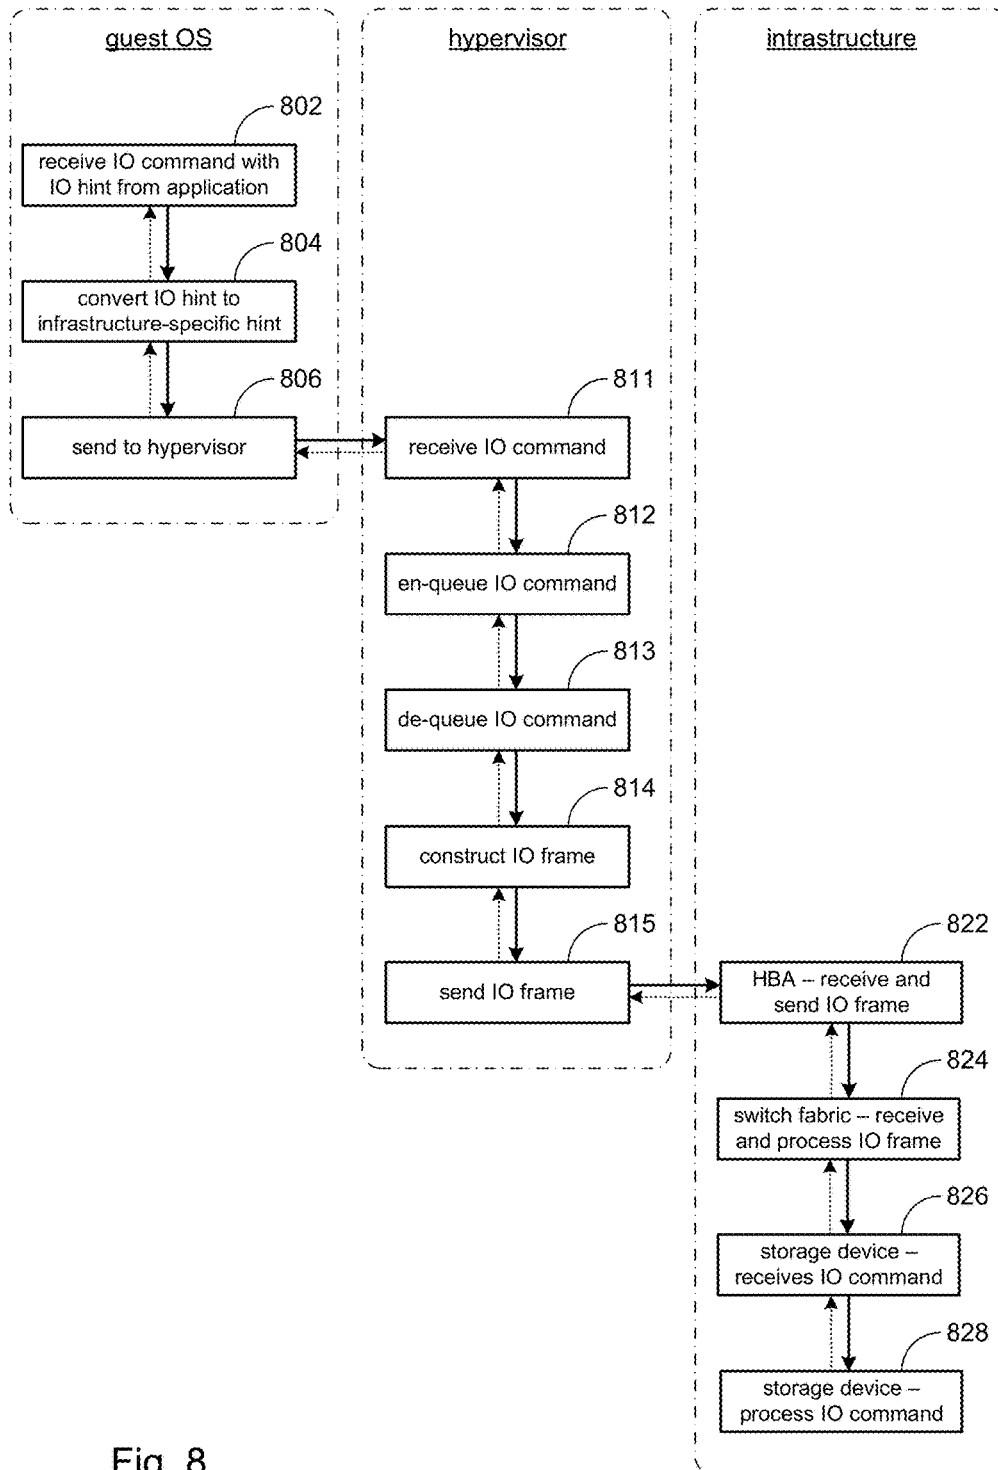 guest OS
802
receive IO command with
IO hint from application
804
convert IO hint to
infrastructure-specific hint
806
send to hypervisor
hypervisor
811
receive IO command
812
en-queue IO command
813
de-queue IO command
814
construct IO frame
815
send IO frame
intrastructure
822
HBA – receive and
send IO frame
824
switch fabric – receive
and process IO frame
826
storage device –
receives IO command
828
storage device –
process IO command
Fig. 8